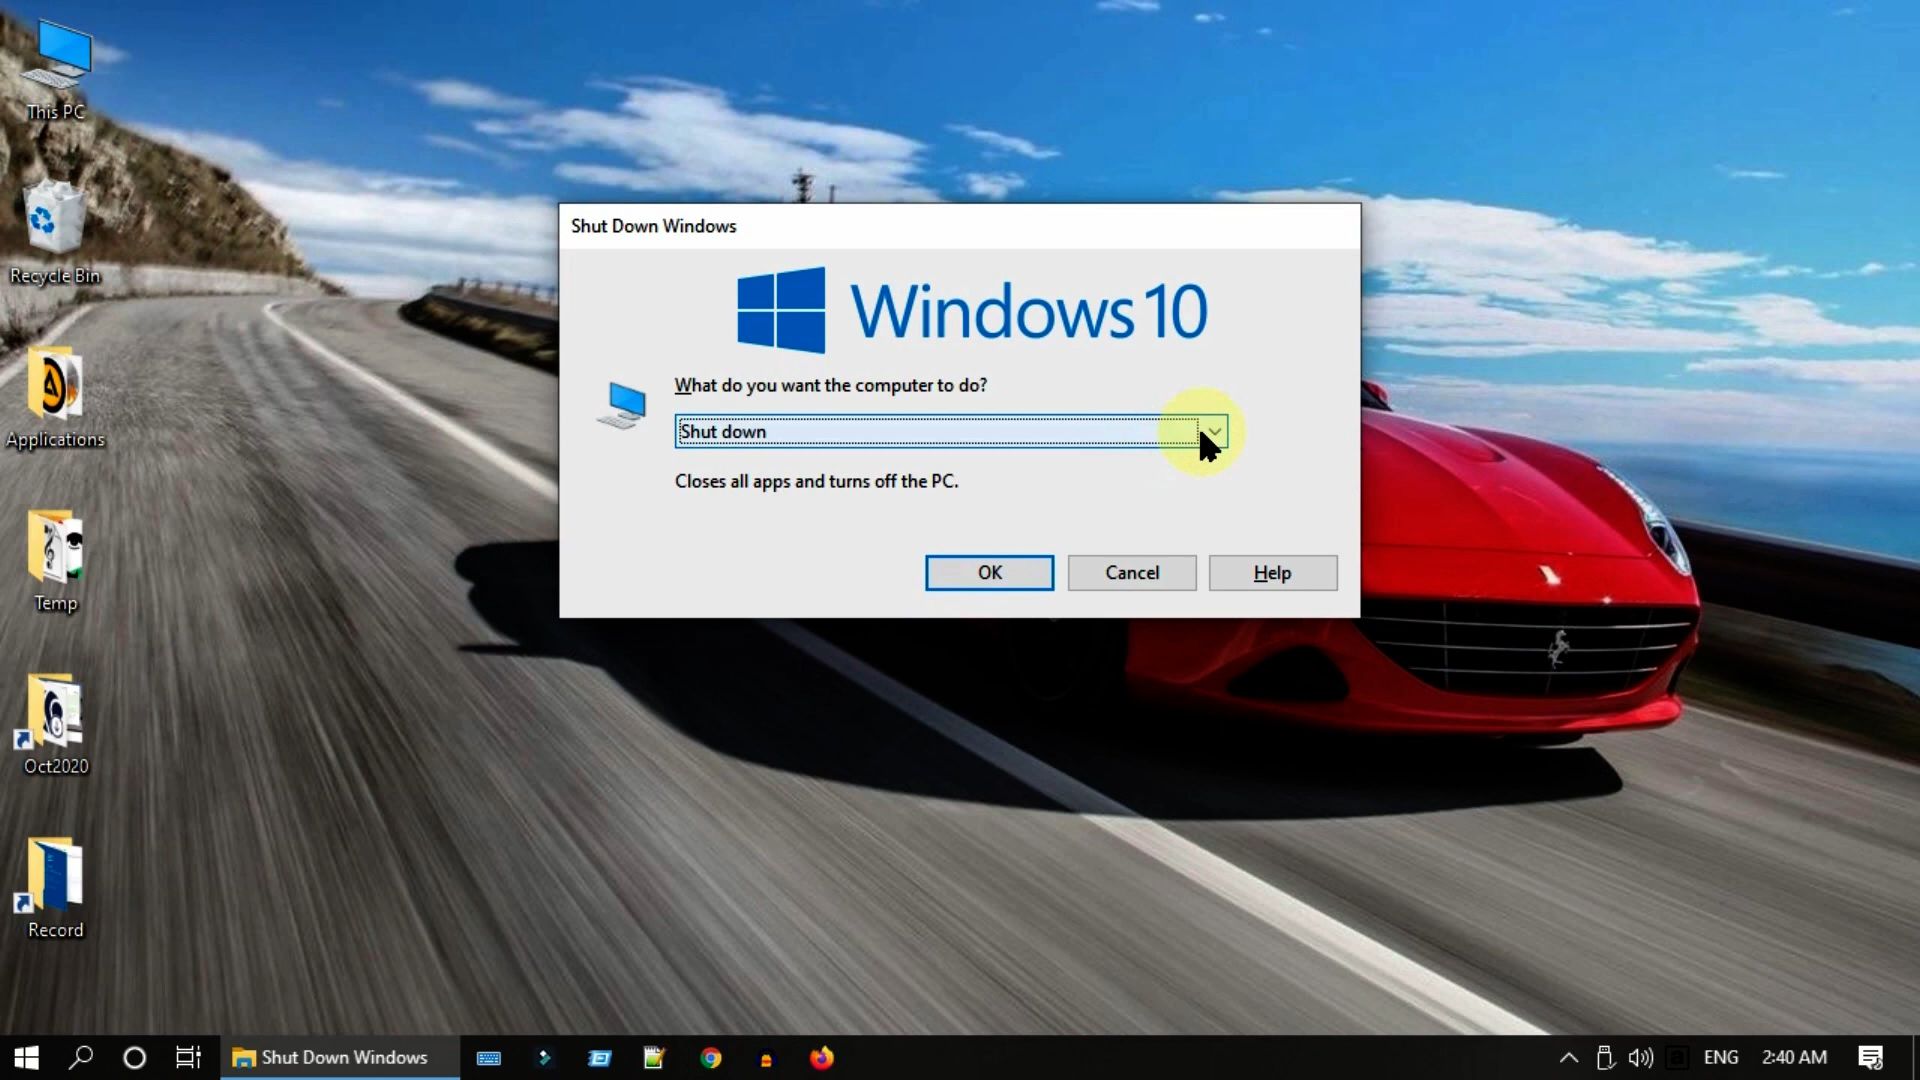 This PC
Recycle Bin
Applications
Temp
Oct2020
Record
Shut Down Windows
Windows 10
What do you want the computer to do?
Shut down
Closes all apps and turns off the PC.
OK
Cancel
Help
Shut Down Windows
ENG
2:40 AM